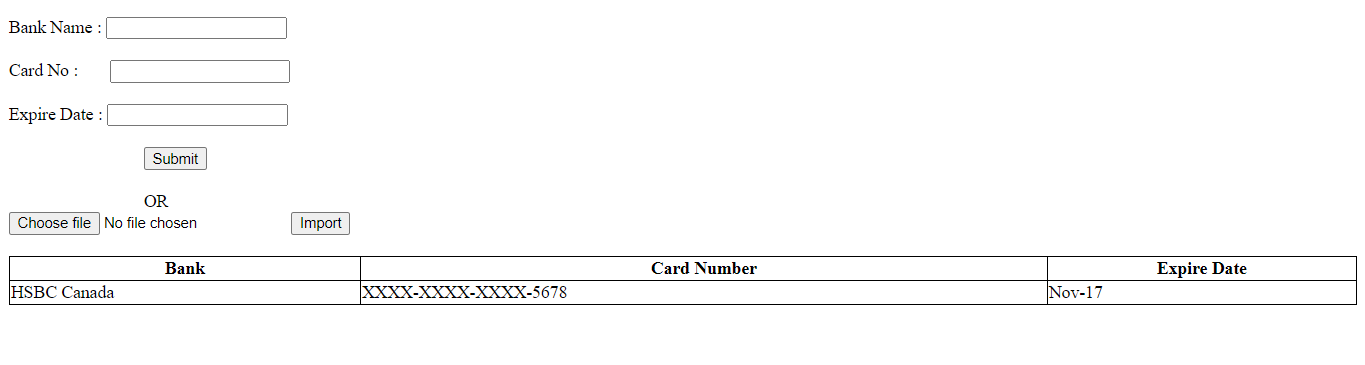 Bank Name :
Card No :
Expire Date :
Submit
OR
Choose file No file chosen Import
Bank Card Number Expire Date
HSBC Canada XXXX-XXXX-XXXX-5678 Nov-17